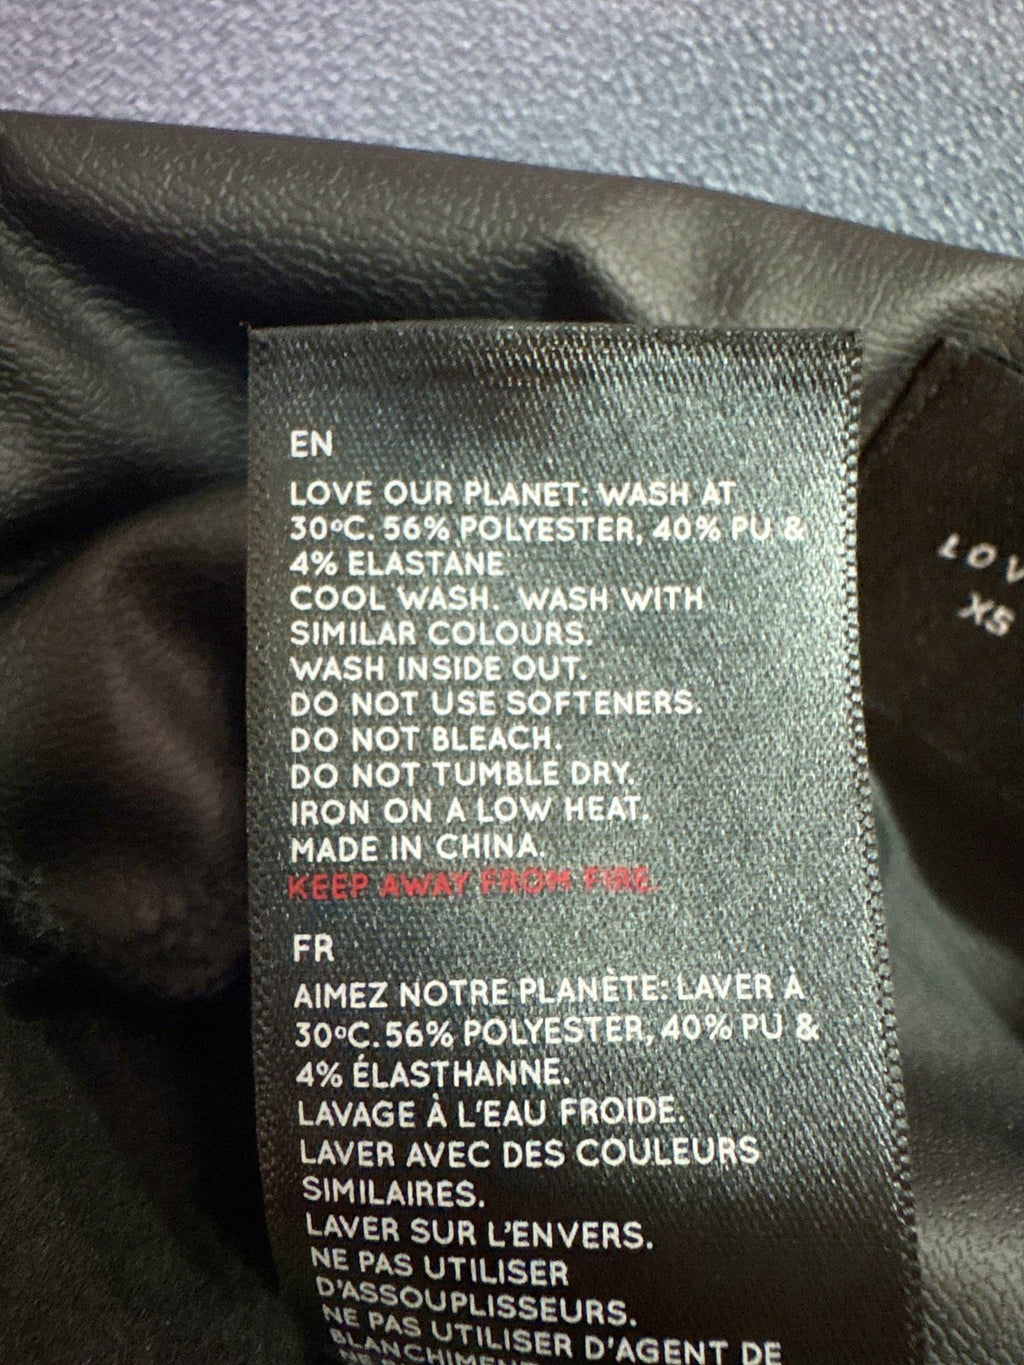 EN
LOVE OUR PLANET: WASH AT
30ºC. 56% POLYESTER, 40% PU &
4% ELASTANE
COOL WASH. WASH WITH
SIMILAR COLOURS.
WASH INSIDE OUT.
DO NOT USE SOFTENERS.
DO NOT BLEACH.
DO NOT TUMBLE DRY.
IRON ON A LOW HEAT.
MADE IN CHINA.
KEEP AWAY FROM FIRE.
FR
AIMEZ NOTRE PLANÈTE: LAVER À
30ºC. 56% POLYESTER, 40% PU &
4% ÉLASTHANNE.
LAVAGE À L'EAU FROIDE.
LAVER AVEC DES COULEURS
SIMILAIRES.
LAVER SUR L'ENVERS.
NE PAS UTILISER
D'ASSOUPLISSEURS.
NE PAS UTILISER D'AGENT DE
XS